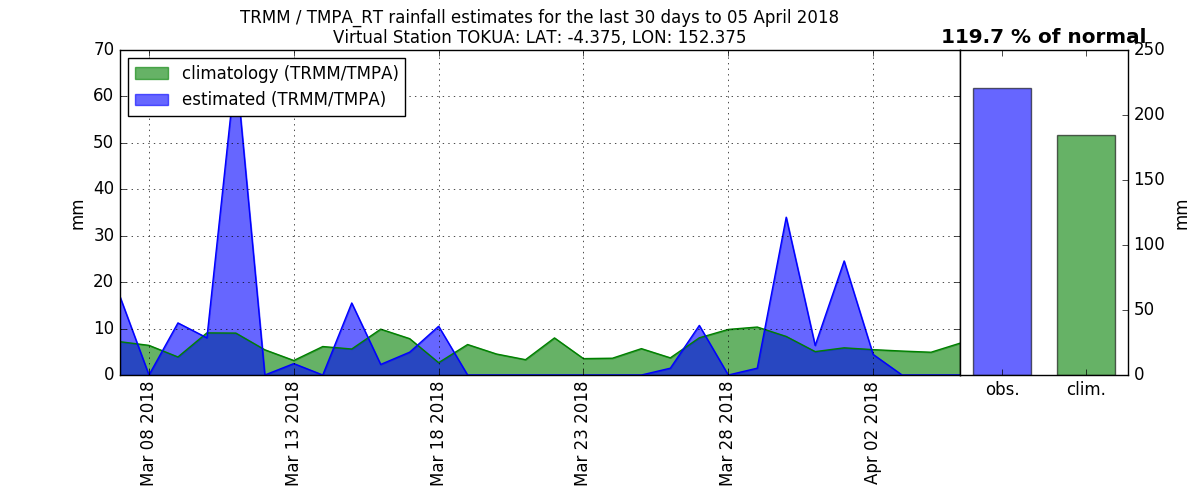 TRMM / TMPA_RT rainfall estimates for the last 30 days to 05 April 2018
Virtual Station TOKUA: LAT: -4.375, LON: 152.375
119.7 % of normal
climatology (TRMM/TMPA)
estimated (TRMM/TMPA)
70
60
50
40
30
20
10
0
mm
Mar 08 2018
Mar 13 2018
Mar 18 2018
Mar 23 2018
Mar 28 2018
Apr 02 2018
obs.
clim.
250
200
150
100
50
0
mm